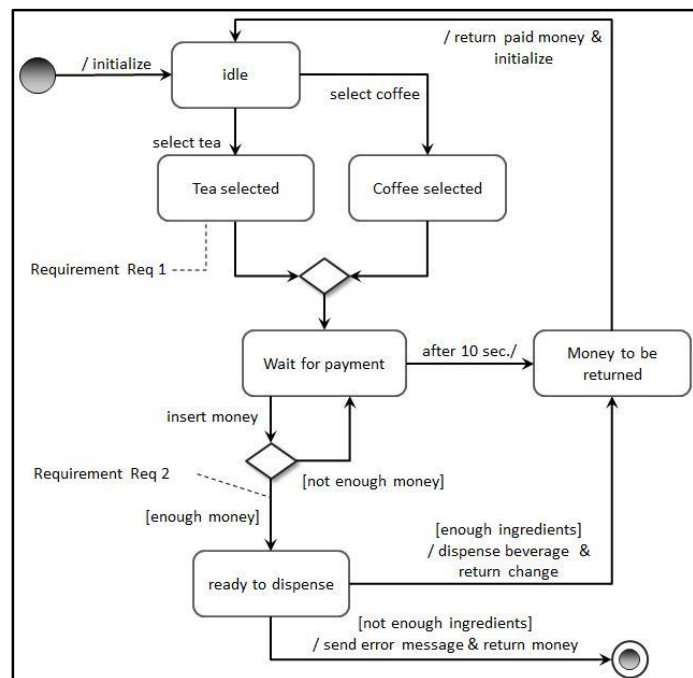 / return paid money &
initialize
/ initialize
idle
select coffee
select tea
Tea selected
Coffee selected
Requirement Req 1
Wait for payment
after 10 sec./
Money to be
returned
insert money
Requirement Req 2
[not enough money]
[enough money]
[enough ingredients]
/ dispense beverage &
return change
ready to dispense
[not enough ingredients]
/ send error message & return money